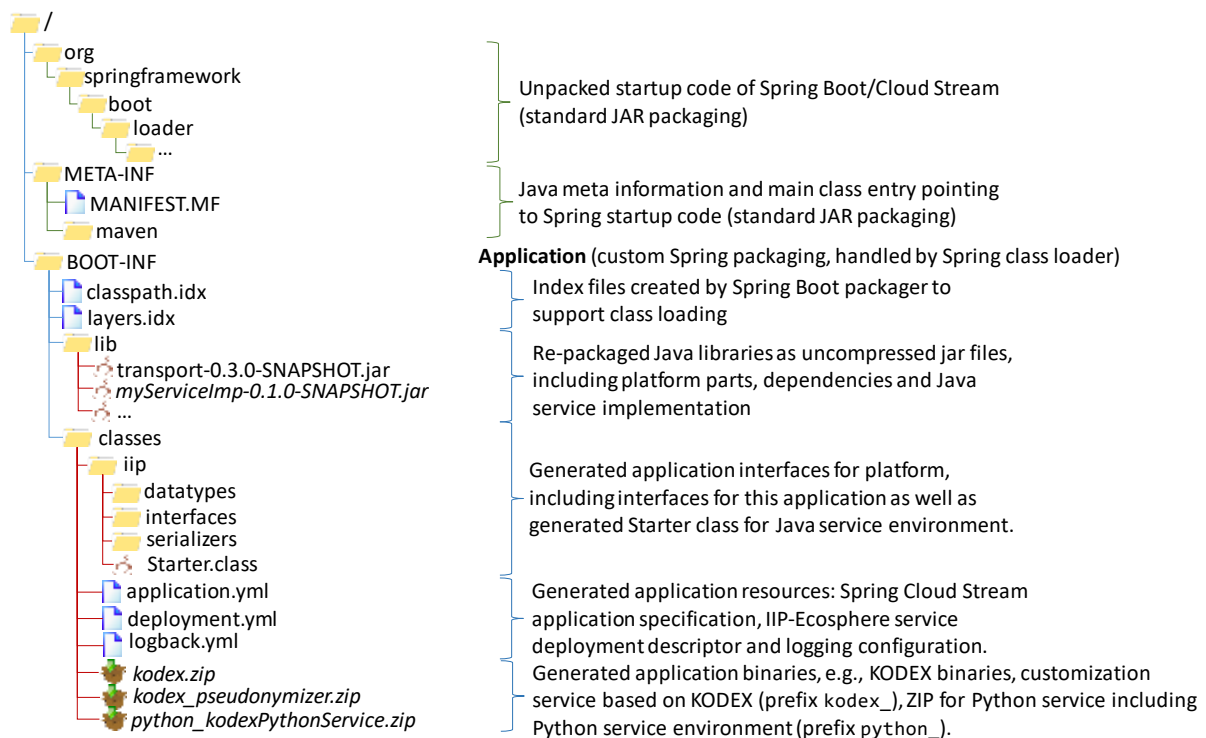 /
org
springframework
boot
loader
...
Unpacked startup code of Spring Boot/Cloud Stream
(standard JAR packaging)
META-INF
MANIFEST.MF
maven
Java meta information and main class entry pointing
to Spring startup code (standard JAR packaging)
BOOT-INF
Application (custom Spring packaging, handled by Spring class loader)
classpath.idx
layers.idx
Index files created by Spring Boot packager to
support class loading
lib
transport-0.3.0-SNAPSHOT.jar
myServiceImp-0.1.0-SNAPSHOT.jar
...
Re-packaged Java libraries as uncompressed jar files,
including platform parts, dependencies and Java
service implementation
classes
iip
datatypes
interfaces
serializers
Starter.class
Generated application interfaces for platform,
including interfaces for this application as well as
generated Starter class for Java service environment.
application.yml
deployment.yml
logback.yml
Generated application resources: Spring Cloud Stream
application specification, IIP-Ecosphere service
deployment descriptor and logging configuration.
kodex.zip
kodex_pseudonymizer.zip
python_kodexPythonService.zip
Generated application binaries, e.g., KODEX binaries, customization
service based on KODEX (prefix kodex_), ZIP for Python service including
Python service environment (prefix python_).